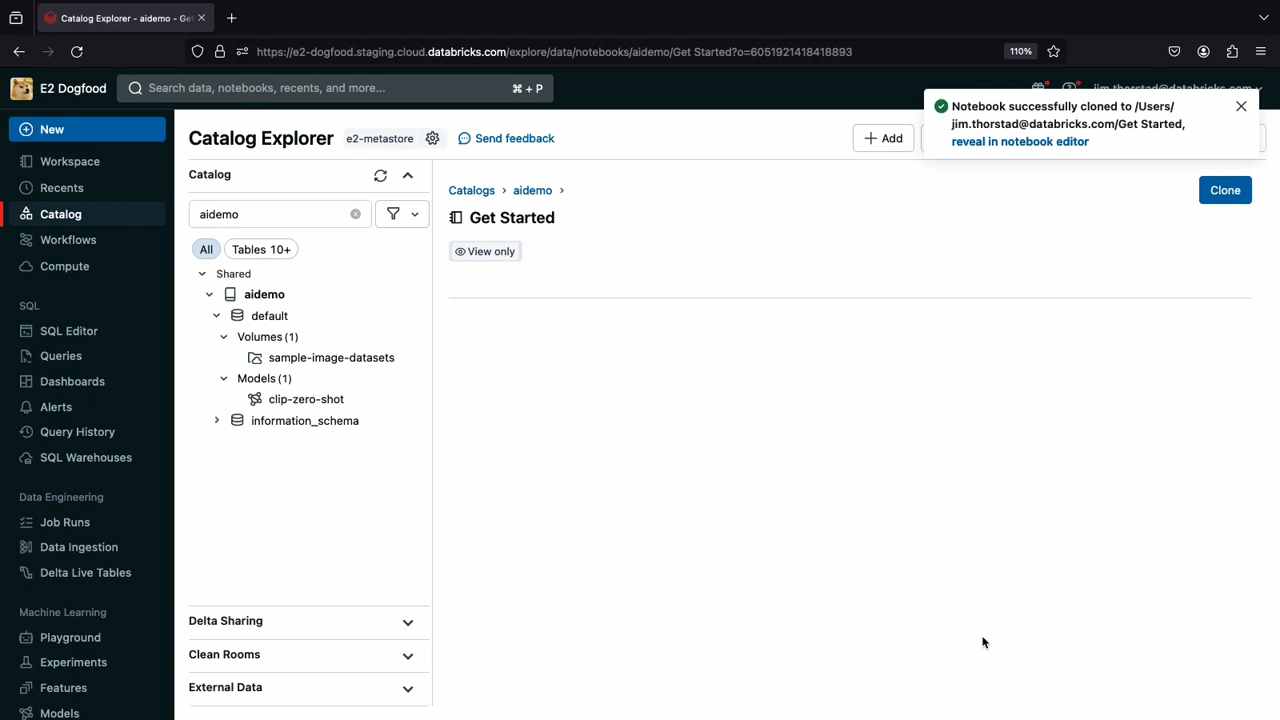 Catalog Explorer - aidemo - Get
https://e2-dogfood.staging.cloud.databricks.com/explore/data/notebooks/aidemo/Get Started?o=6051921418418893
110%
E2 Dogfood
Search data, notebooks, recents, and more...
⌘ + P
New
Workspace
Recents
Catalog
Workflows
Compute
SQL
SQL Editor
Queries
Dashboards
Alerts
Query History
SQL Warehouses
Data Engineering
Job Runs
Data Ingestion
Delta Live Tables
Machine Learning
Playground
Experiments
Features
Models
Catalog Explorer
e2-metastore
Send feedback
Add
Notebook successfully cloned to /Users/
jim.thorstad@databricks.com/Get Started,
reveal in notebook editor
Catalog
aidemo
All
Tables 10+
Shared
aidemo
default
Volumes (1)
sample-image-datasets
Models (1)
clip-zero-shot
information_schema
Delta Sharing
Clean Rooms
External Data
Catalogs > aidemo >
Get Started
View only
Clone